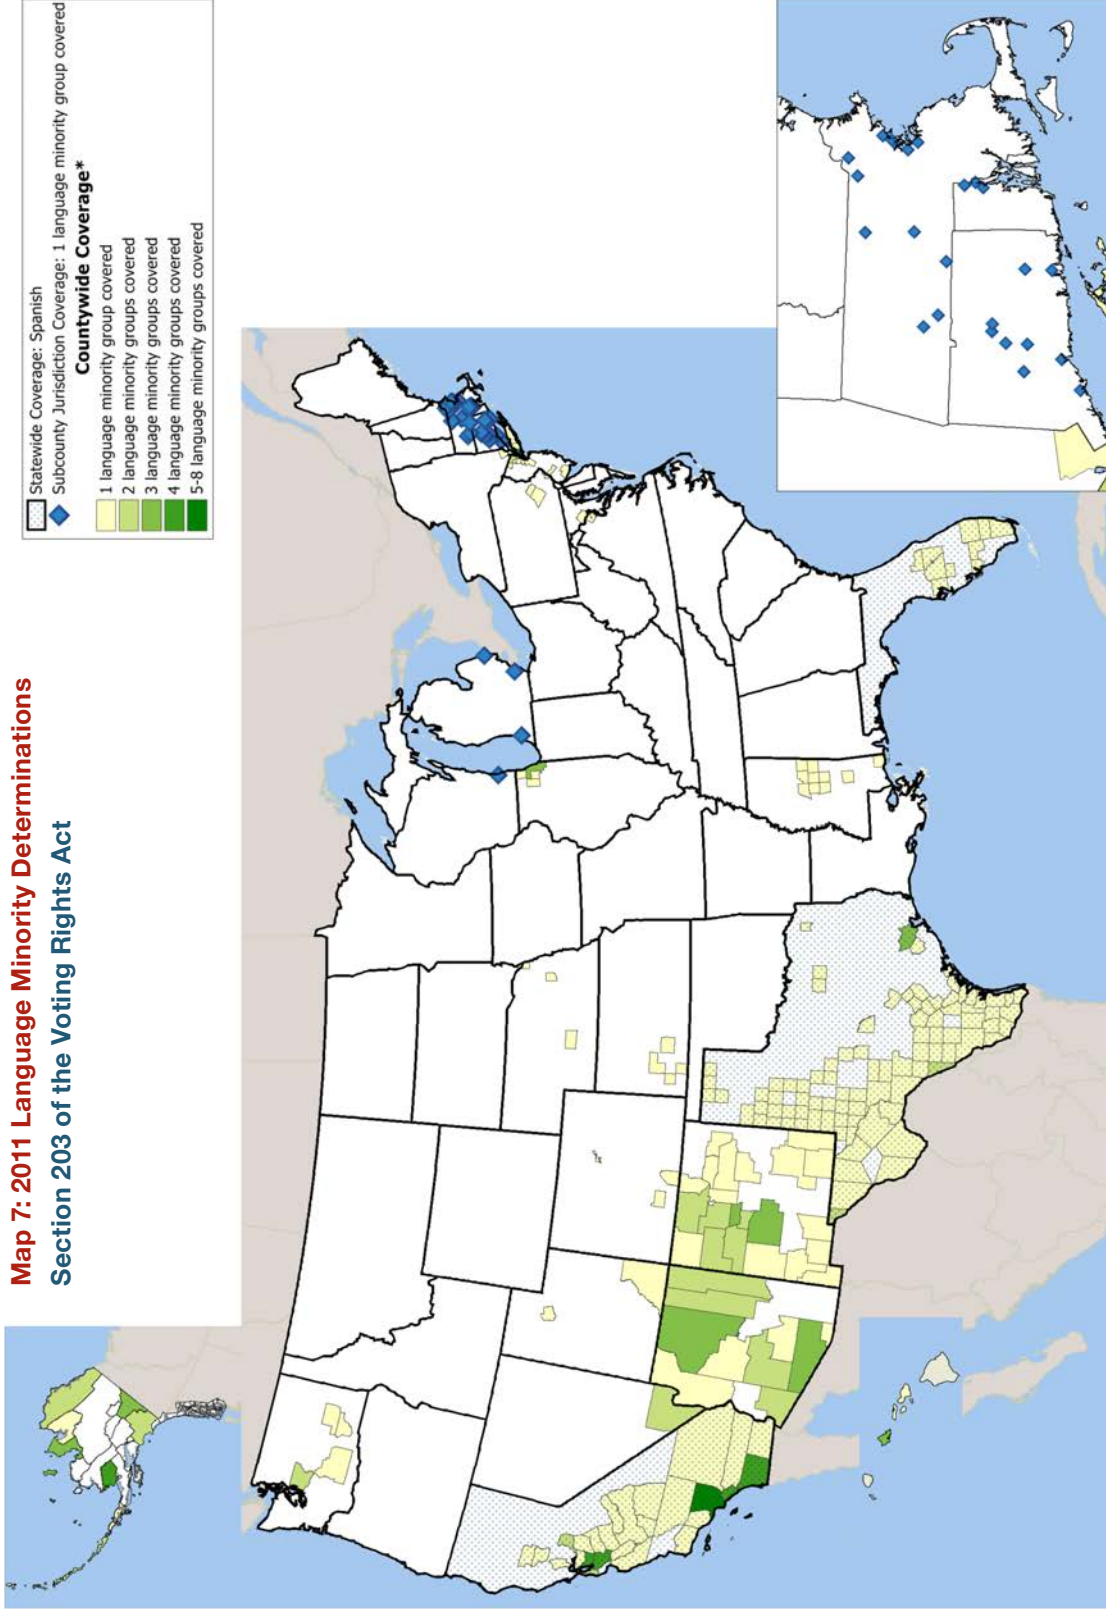 Map 7: 2011 Language Minority Determinations
Section 203 of the Voting Rights Act
Statewide Coverage: Spanish
Subcounty Jurisdiction Coverage: 1 language minority group covered
Countywide Coverage*
1 language minority group covered
2 language minority groups covered
3 language minority groups covered
4 language minority groups covered
5-8 language minority groups covered